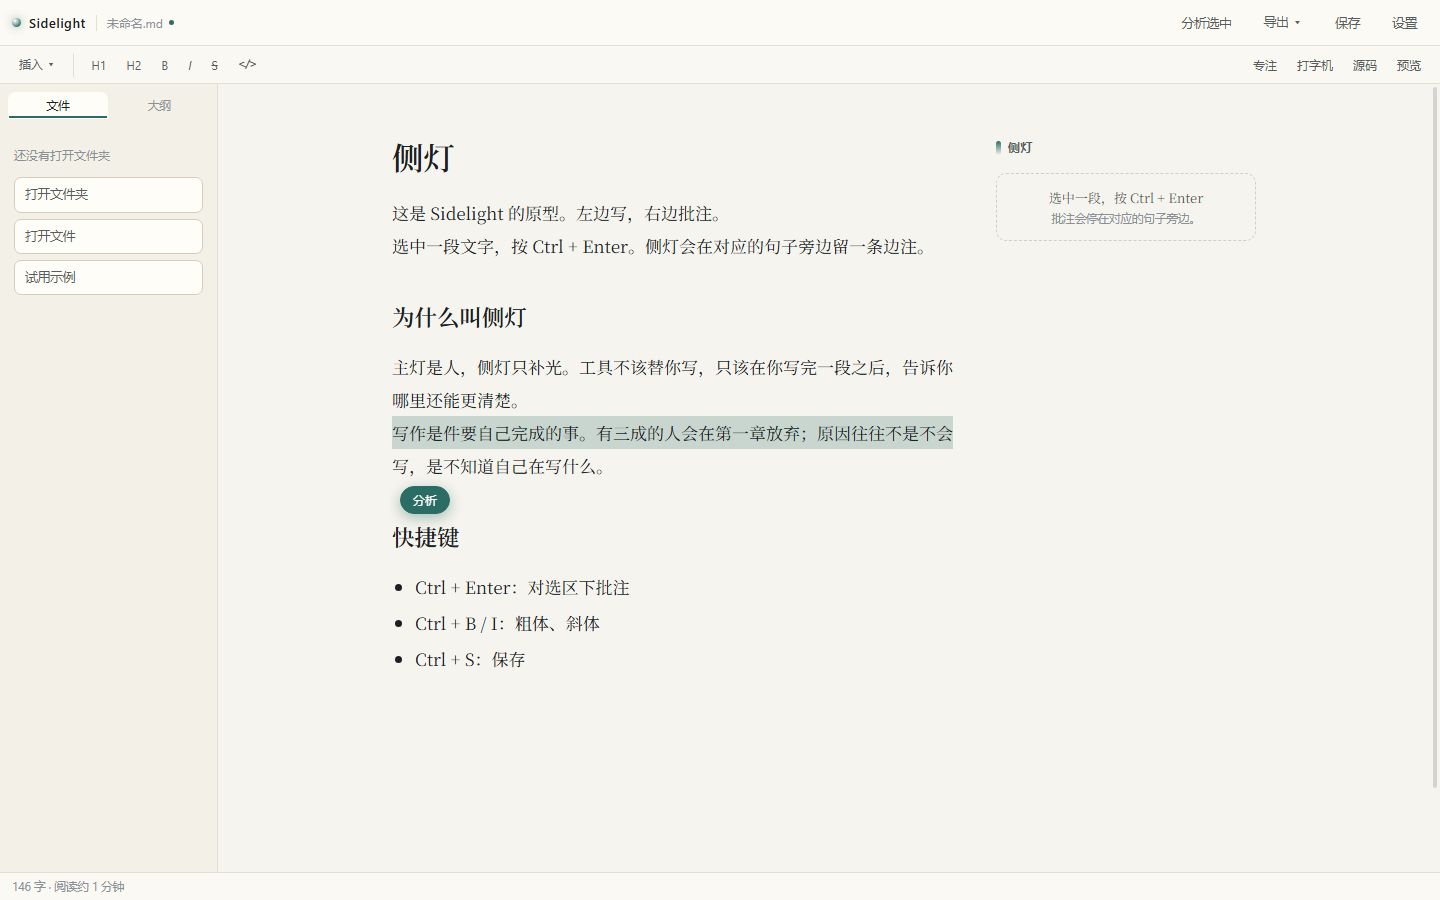 Sidelight
未命名.md
分析选中
导出
保存
设置
插入
H1
H2
B
I
S
</>
专注
打字机
源码
预览
文件
大纲
还没有打开文件夹
打开文件夹
打开文件
试用示例
侧灯
这是 Sidelight 的原型。左边写，右边批注。
选中一段文字，按 Ctrl + Enter。侧灯会在对应的句子旁边留一条边注。
为什么叫侧灯
主灯是人，侧灯只补光。工具不该替你写，只该在你写完一段之后，告诉你
哪里还能更清楚。
写作是件要自己完成的事。有三成的人会在第一章放弃；原因往往不是不会
写，是不知道自己在写什么。
分析
快捷键
Ctrl + Enter：对选区下批注
Ctrl + B / I：粗体、斜体
Ctrl + S：保存
侧灯
选中一段，按 Ctrl + Enter
批注会停在对应的句子旁边。
146 字 · 阅读约 1 分钟